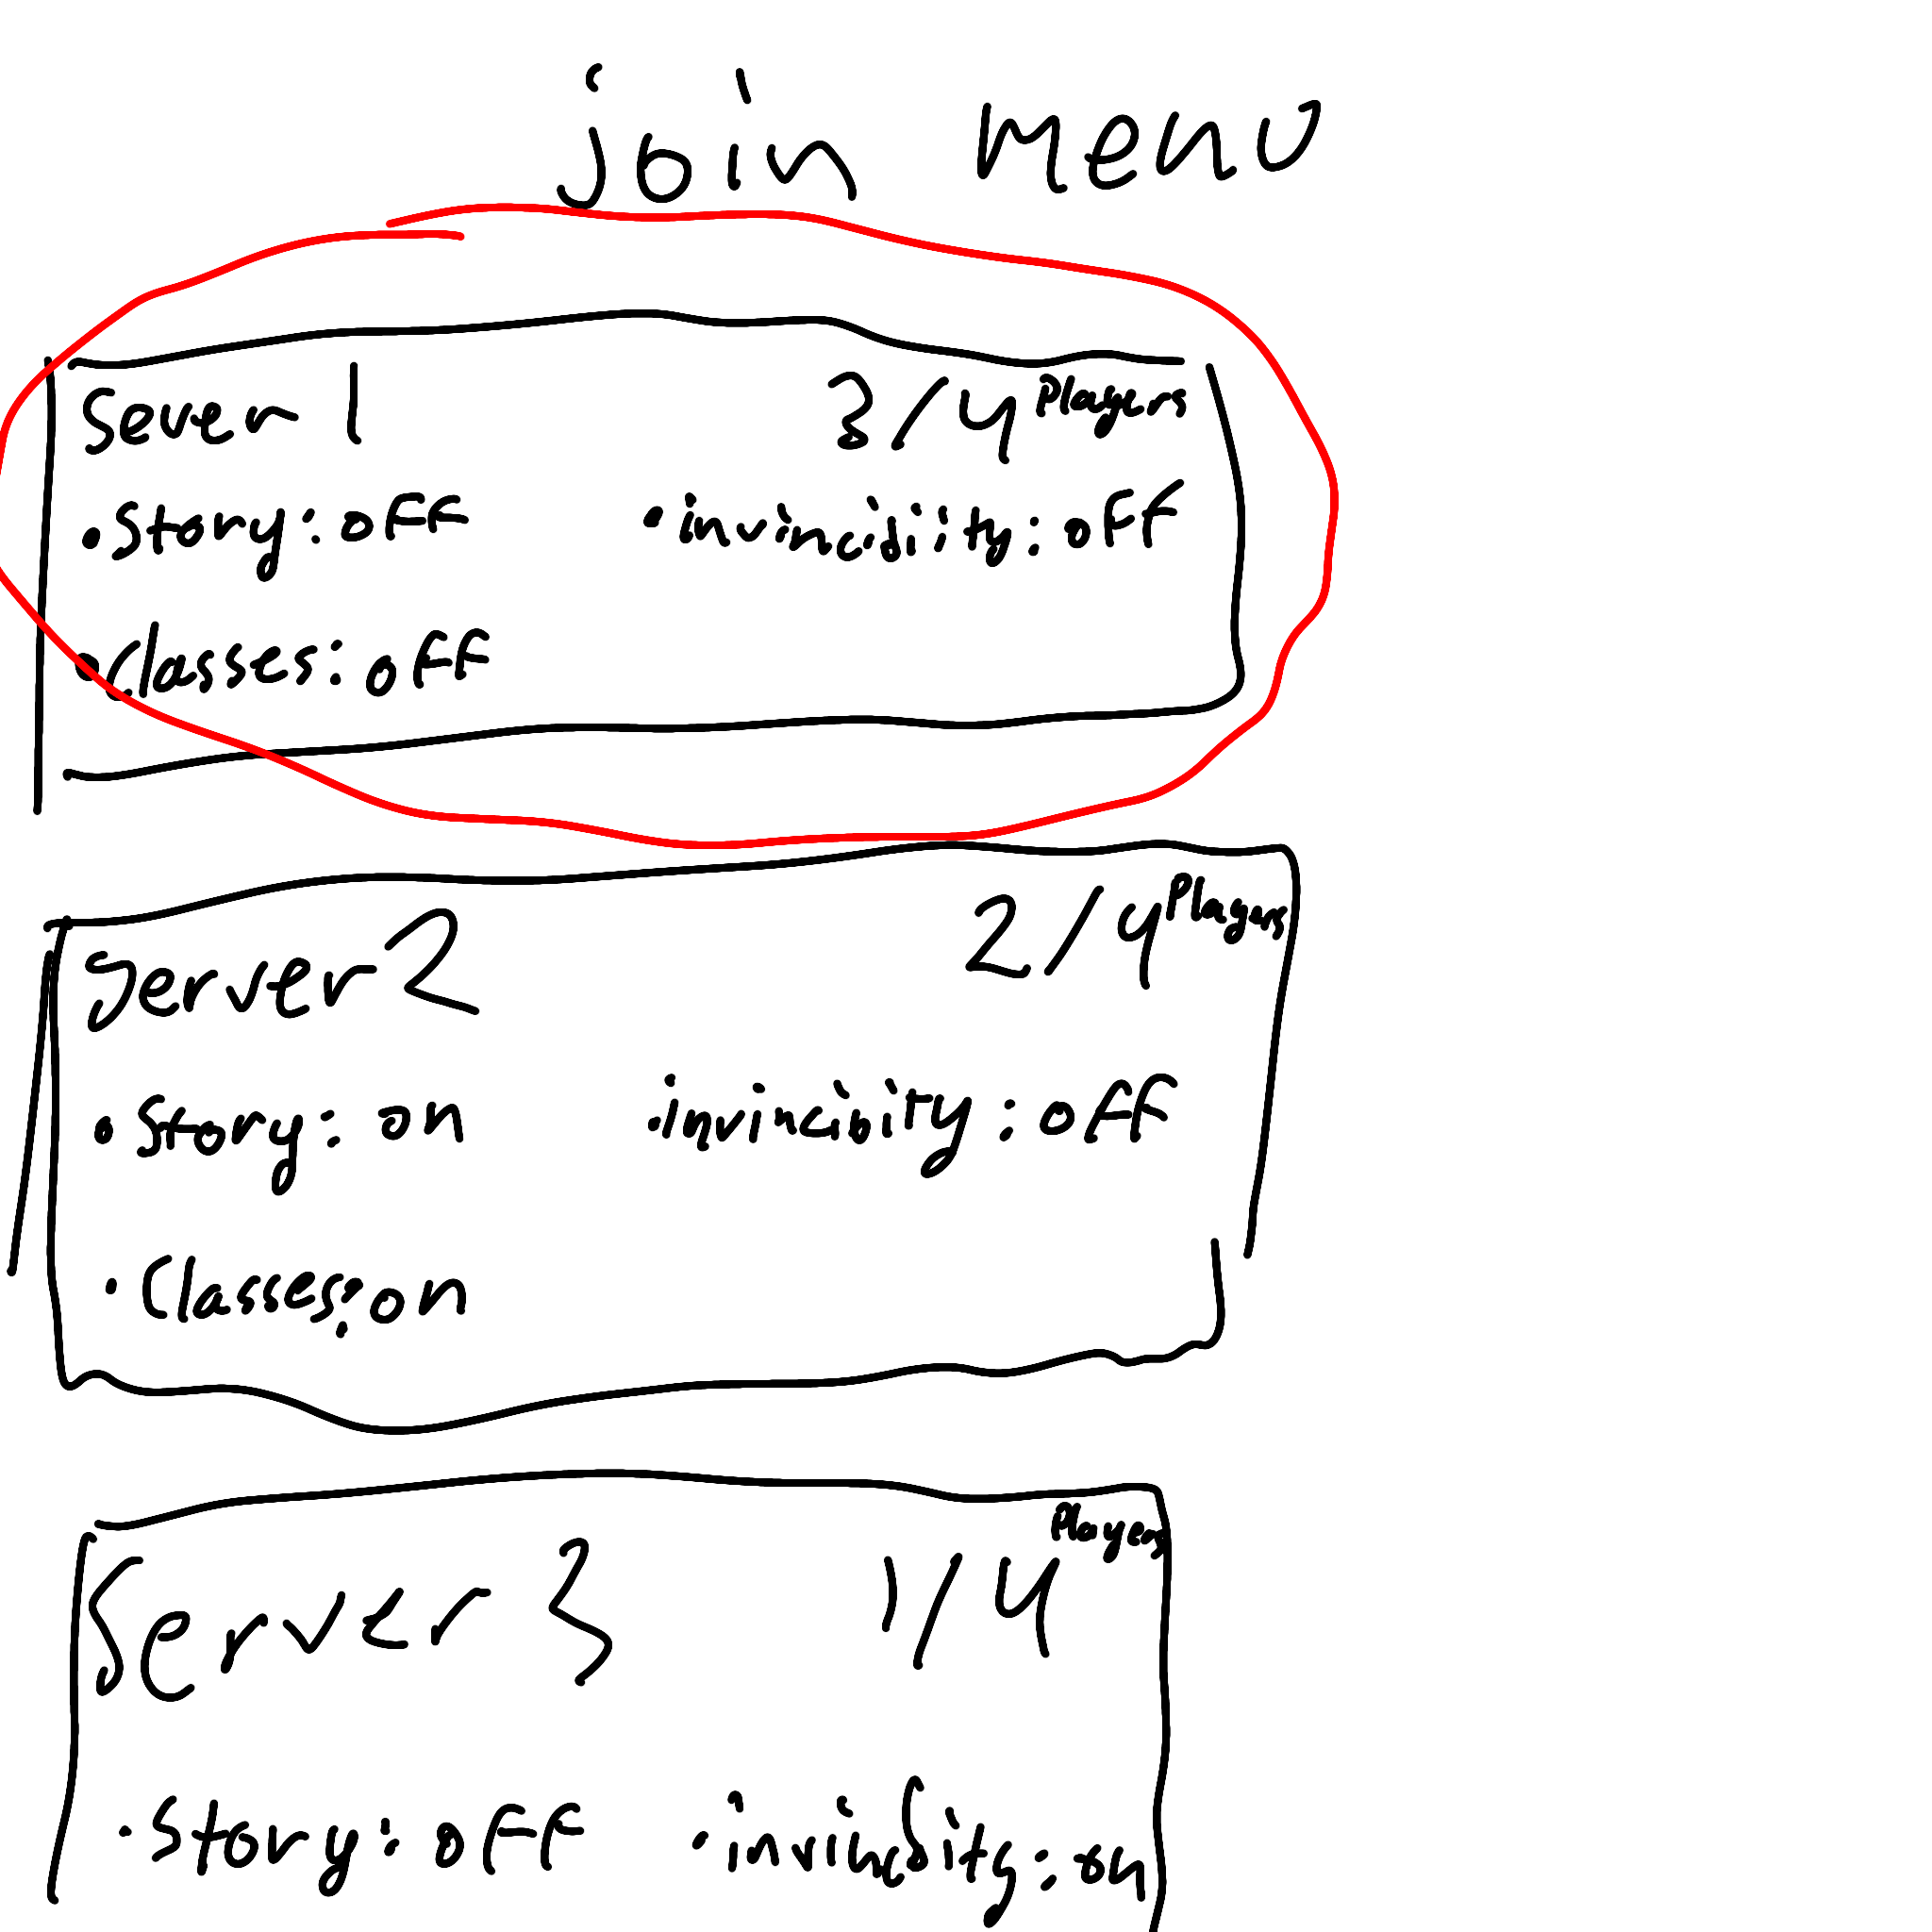 join Menu
Sever 1 3/4 Players
• Story: off • invincidiity: off
• Classes: off
Server 2 2/4 Players
• Story: on • invincibity: off
• Classes: on
Server 3 1/4 Players
• Story: off • invincbity: on